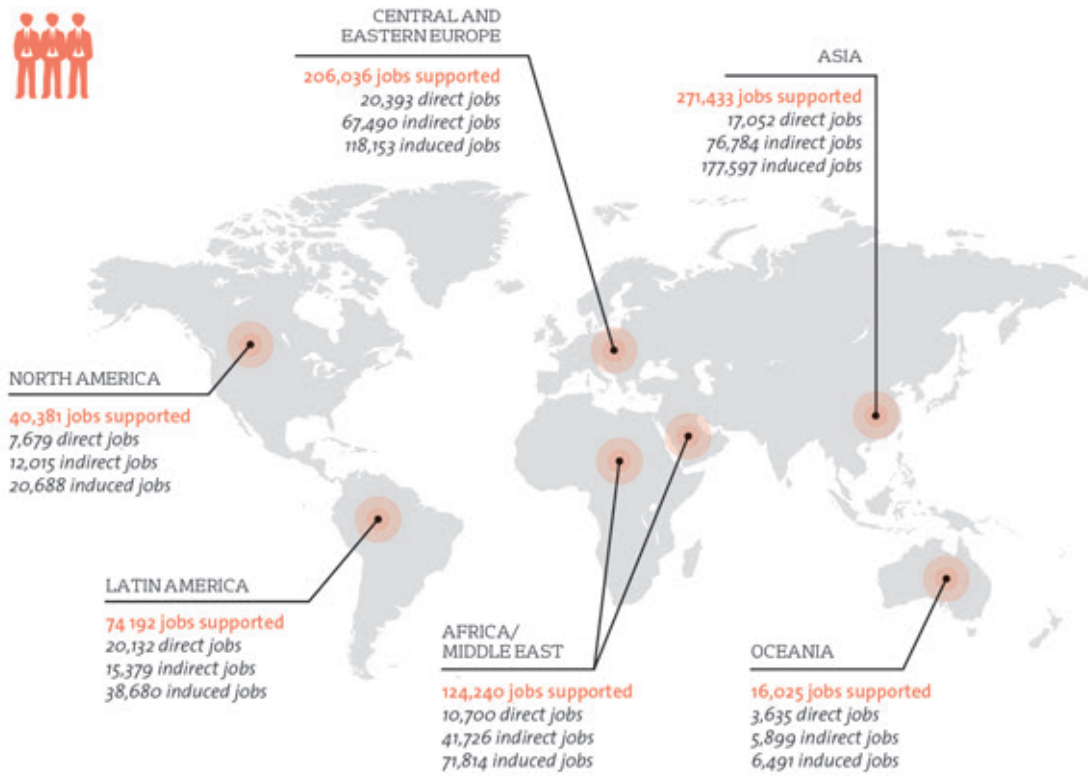 CENTRAL AND
EASTERN EUROPE
206,036 jobs supported
20,393 direct jobs
67,490 indirect jobs
118,153 induced jobs
ASIA
271,433 jobs supported
17,052 direct jobs
76,784 indirect jobs
177,597 induced jobs
NORTH AMERICA
40,381 jobs supported
7,679 direct jobs
12,015 indirect jobs
20,688 induced jobs
LATIN AMERICA
74 192 jobs supported
20,132 direct jobs
15,379 indirect jobs
38,680 induced jobs
AFRICA/
MIDDLE EAST
124,240 jobs supported
10,700 direct jobs
41,726 indirect jobs
71,814 induced jobs
OCEANIA
16,025 jobs supported
3,635 direct jobs
5,899 indirect jobs
6,491 induced jobs